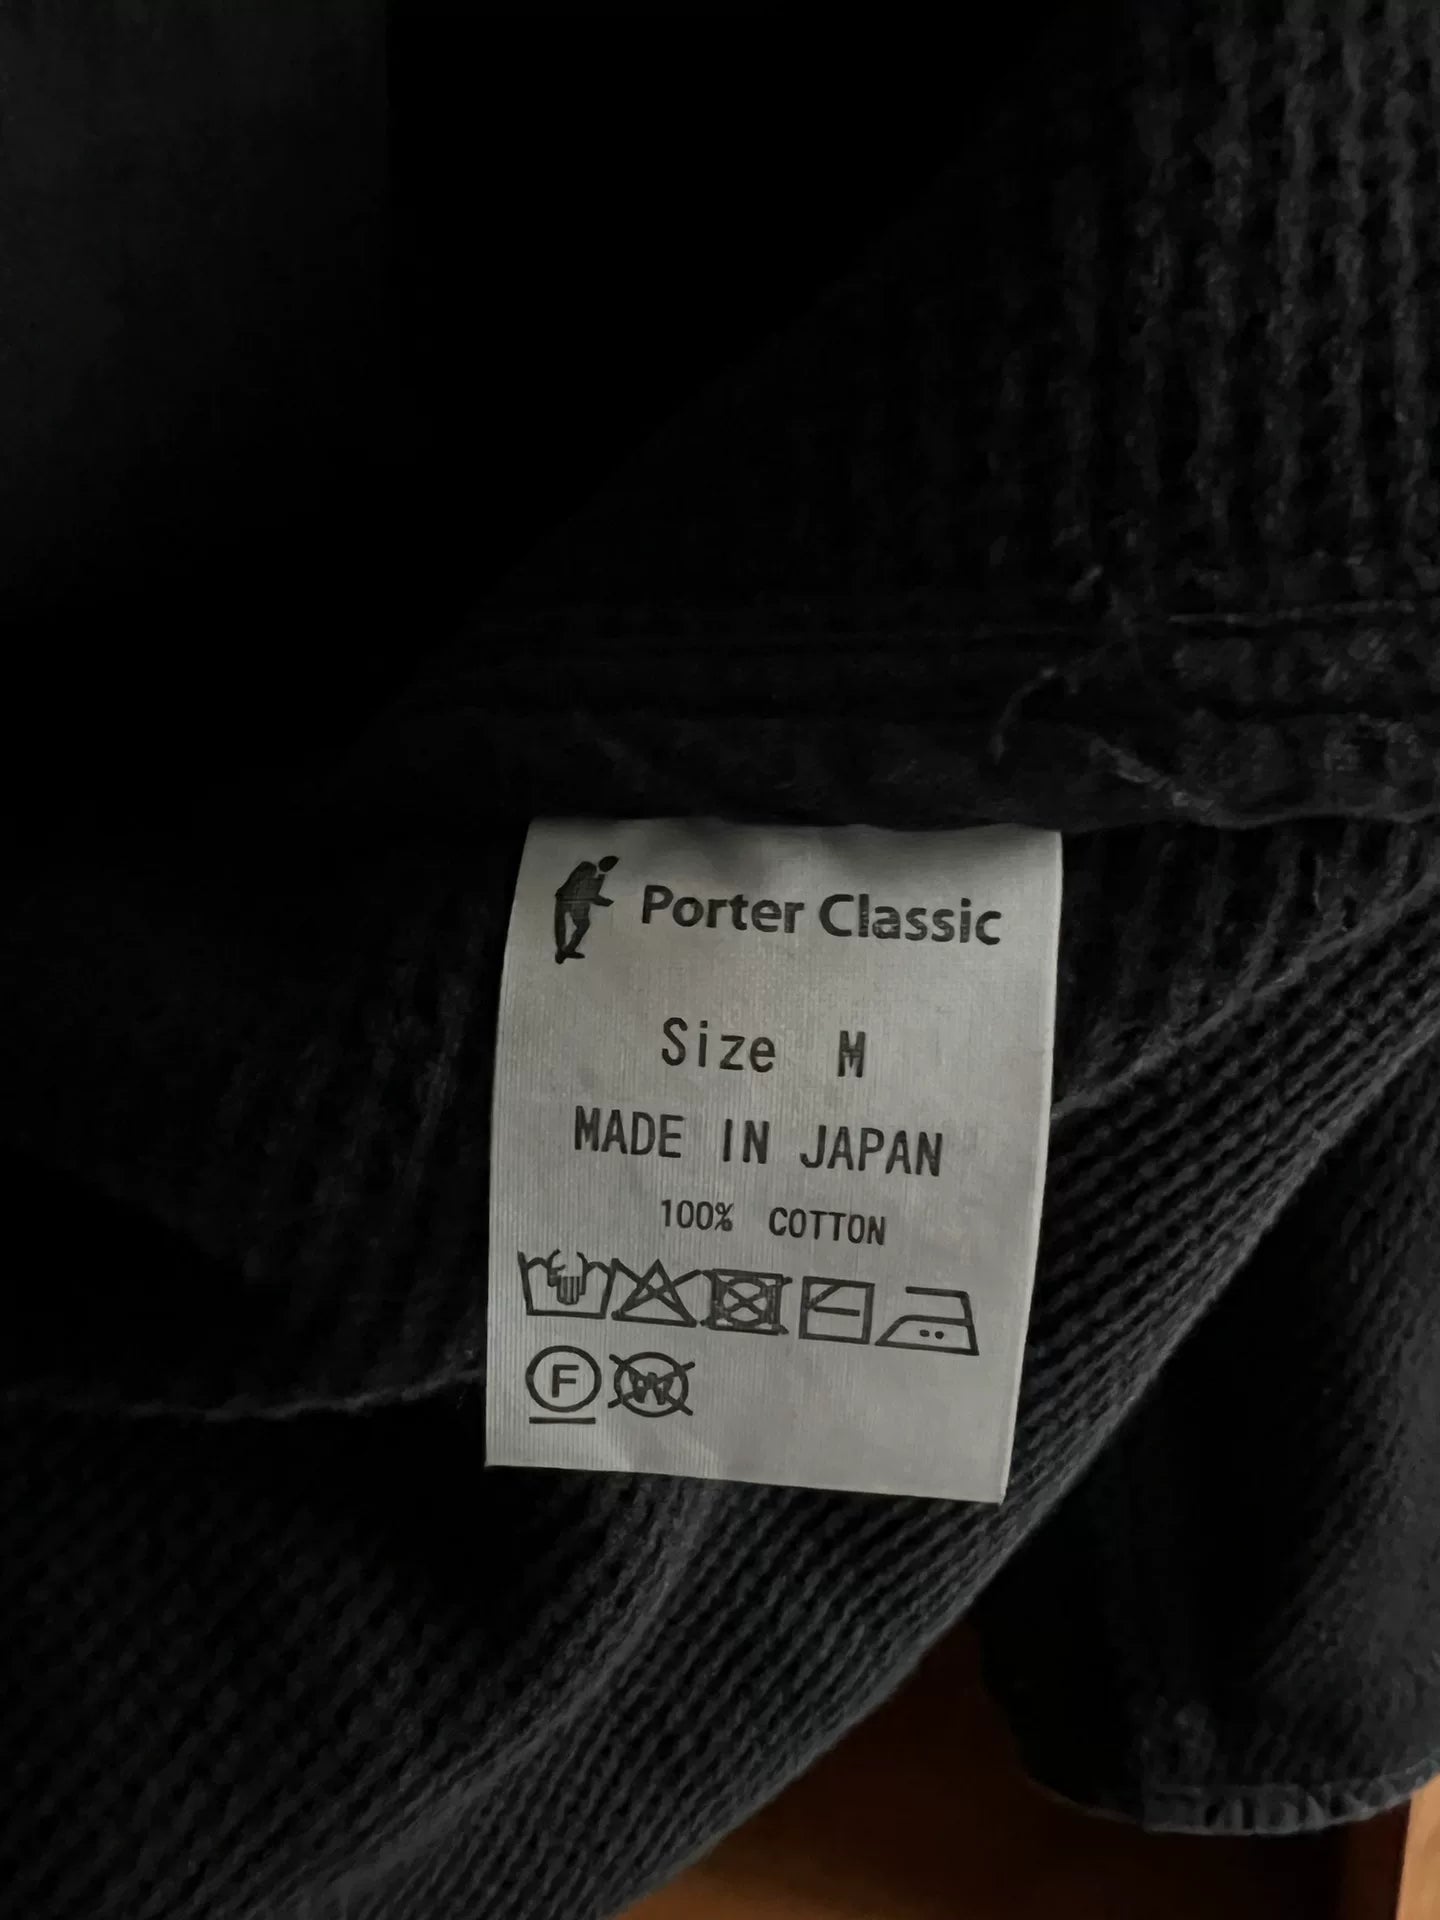 Porter Classic
Size M
MADE IN JAPAN
100% COTTON
F
W